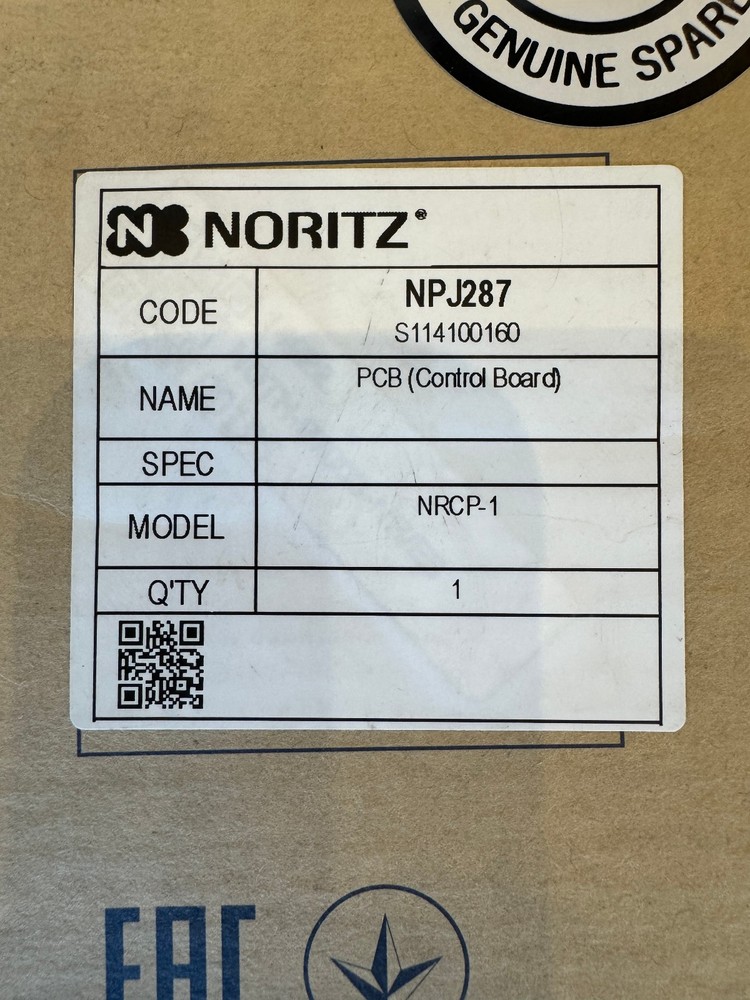 GENUINE SPARE
NORITZ®
CODE
NPJ287
S114100160
NAME
PCB (Control Board)
SPEC
MODEL
NRCP-1
Q'TY
1
EAC